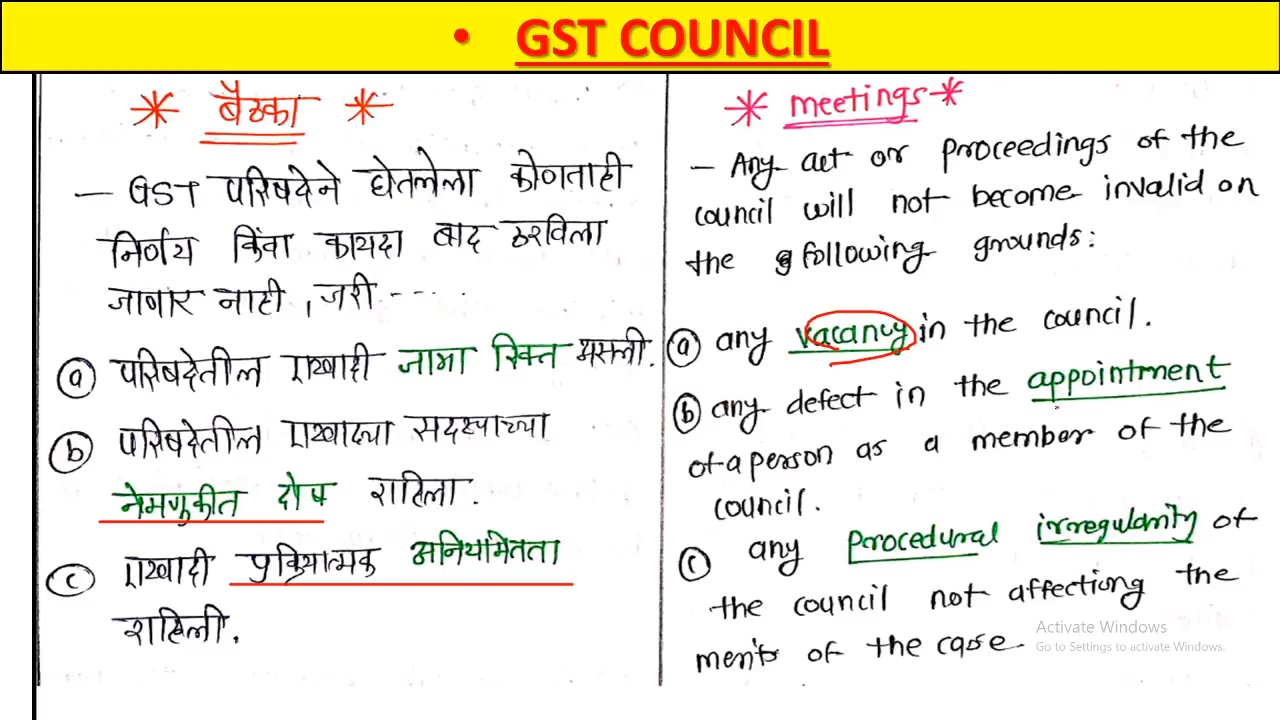 • GST COUNCIL
* बैठका *
– GST परिषदेने घेतलेला कोणताही
निर्णय किंवा कायदा बाद ठरविला
जाणार नाही, जरी ----
(a) परिषदेतील एखादी जागा रिक्त असली.
(b) परिषदेतील एखाद्या सदस्याच्या
नेमणुकीत दोष राहिला.
(c) एखादी प्रक्रियात्मक अनियमितता
राहिली.
* meetings *
– Any act or proceedings of the
council will not become invalid on
the following grounds:
(a) any vacancy in the council.
(b) any defect in the appointment
of a person as a member of the
council.
(c) any procedural irregularity of
the council not affecting the
merits of the case.
Activate Windows
Go to Settings to activate Windows.